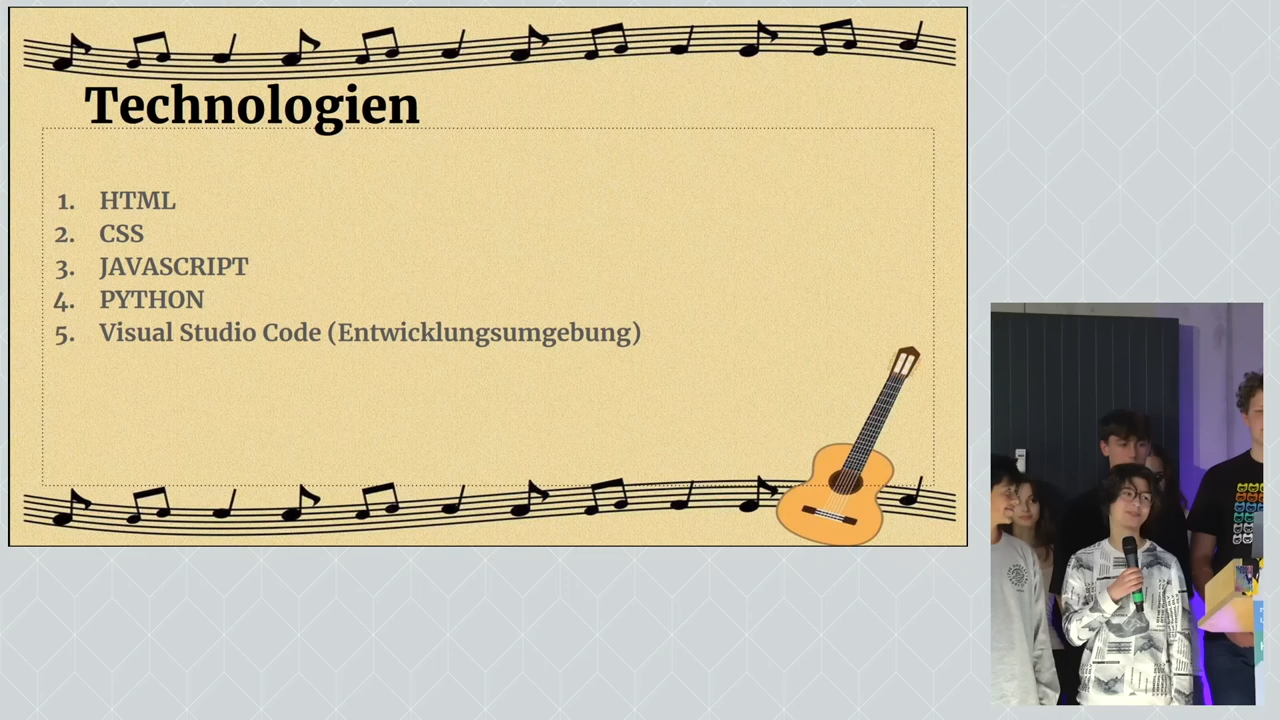 Technologien
1. HTML
2. CSS
3. JAVASCRIPT
4. PYTHON
5. Visual Studio Code (Entwicklungsumgebung)